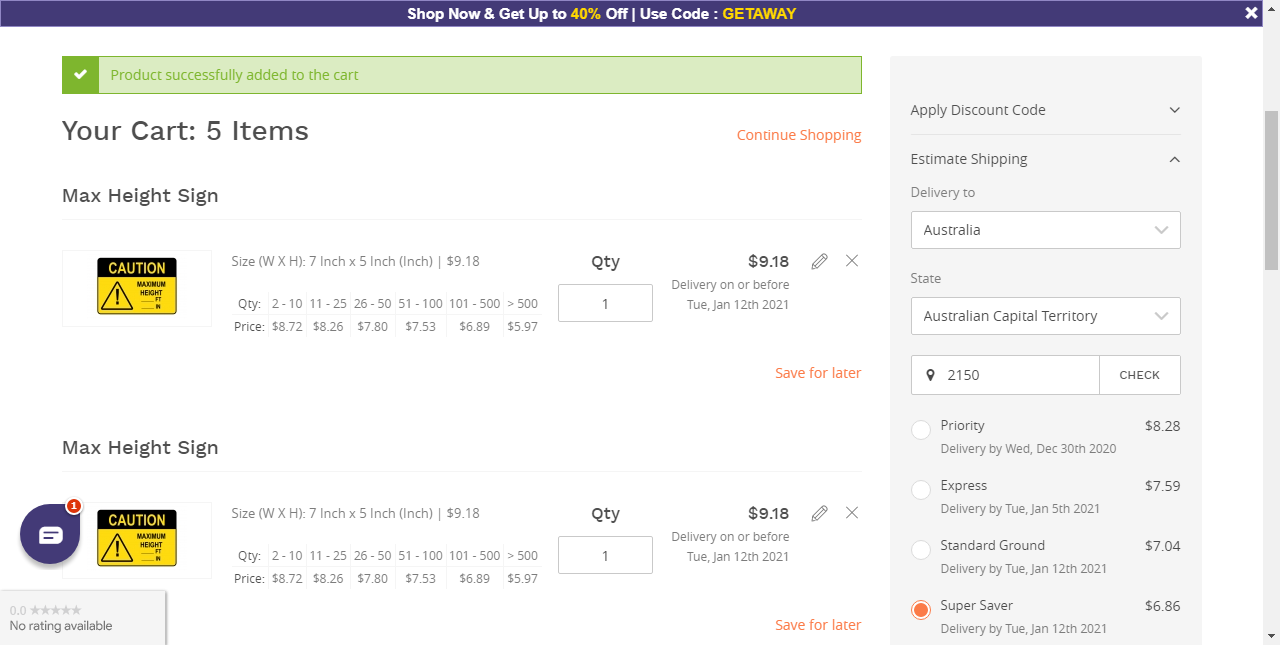 Shop Now & Get Up to 40% Off | Use Code : GETAWAY
Product successfully added to the cart
Your Cart: 5 Items
Continue Shopping
Max Height Sign
Size (W X H): 7 Inch x 5 Inch (Inch) | $9.18
Qty
$9.18
Delivery on or before
Tue, Jan 12th 2021
CAUTION
MAXIMUM
HEIGHT
FT
IN
Qty: 2 - 10 11 - 25 26 - 50 51 - 100 101 - 500 > 500
Price: $8.72 $8.26 $7.80 $7.53 $6.89 $5.97
1
Save for later
Max Height Sign
Size (W X H): 7 Inch x 5 Inch (Inch) | $9.18
Qty
$9.18
Delivery on or before
Tue, Jan 12th 2021
CAUTION
MAXIMUM
HEIGHT
FT
IN
Qty: 2 - 10 11 - 25 26 - 50 51 - 100 101 - 500 > 500
Price: $8.72 $8.26 $7.80 $7.53 $6.89 $5.97
1
Save for later
Apply Discount Code
Estimate Shipping
Delivery to
Australia
State
Australian Capital Territory
2150 CHECK
Priority $8.28
Delivery by Wed, Dec 30th 2020
Express $7.59
Delivery by Tue, Jan 5th 2021
Standard Ground $7.04
Delivery by Tue, Jan 12th 2021
Super Saver $6.86
Delivery by Tue, Jan 12th 2021
1
0.0
No rating available